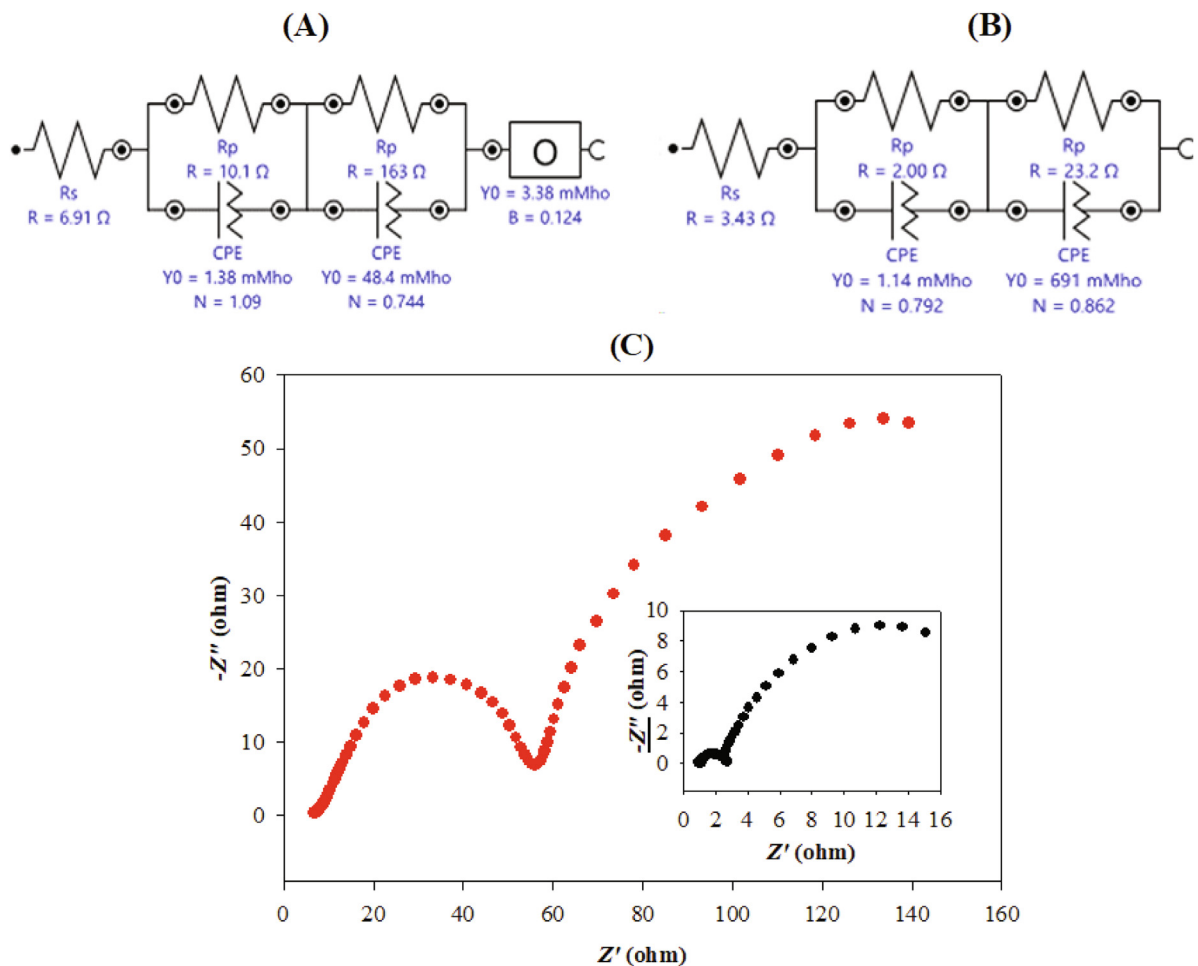 (A)
Rp
R = 10.1 Ω
Rp
R = 163 Ω
O
Rs
R = 6.91 Ω
Y0 = 3.38 mMho
B = 0.124
CPE
Y0 = 1.38 mMho
N = 1.09
CPE
Y0 = 48.4 mMho
N = 0.744
(B)
Rp
R = 2.00 Ω
Rp
R = 23.2 Ω
Rs
R = 3.43 Ω
CPE
Y0 = 1.14 mMho
N = 0.792
CPE
Y0 = 691 mMho
N = 0.862
(C)
60
50
40
30
20
10
0
-Z'' (ohm)
0 20 40 60 80 100 120 140 160
Z' (ohm)
10
8
6
4
2
0
-Z'' (ohm)
0 2 4 6 8 10 12 14 16
Z' (ohm)